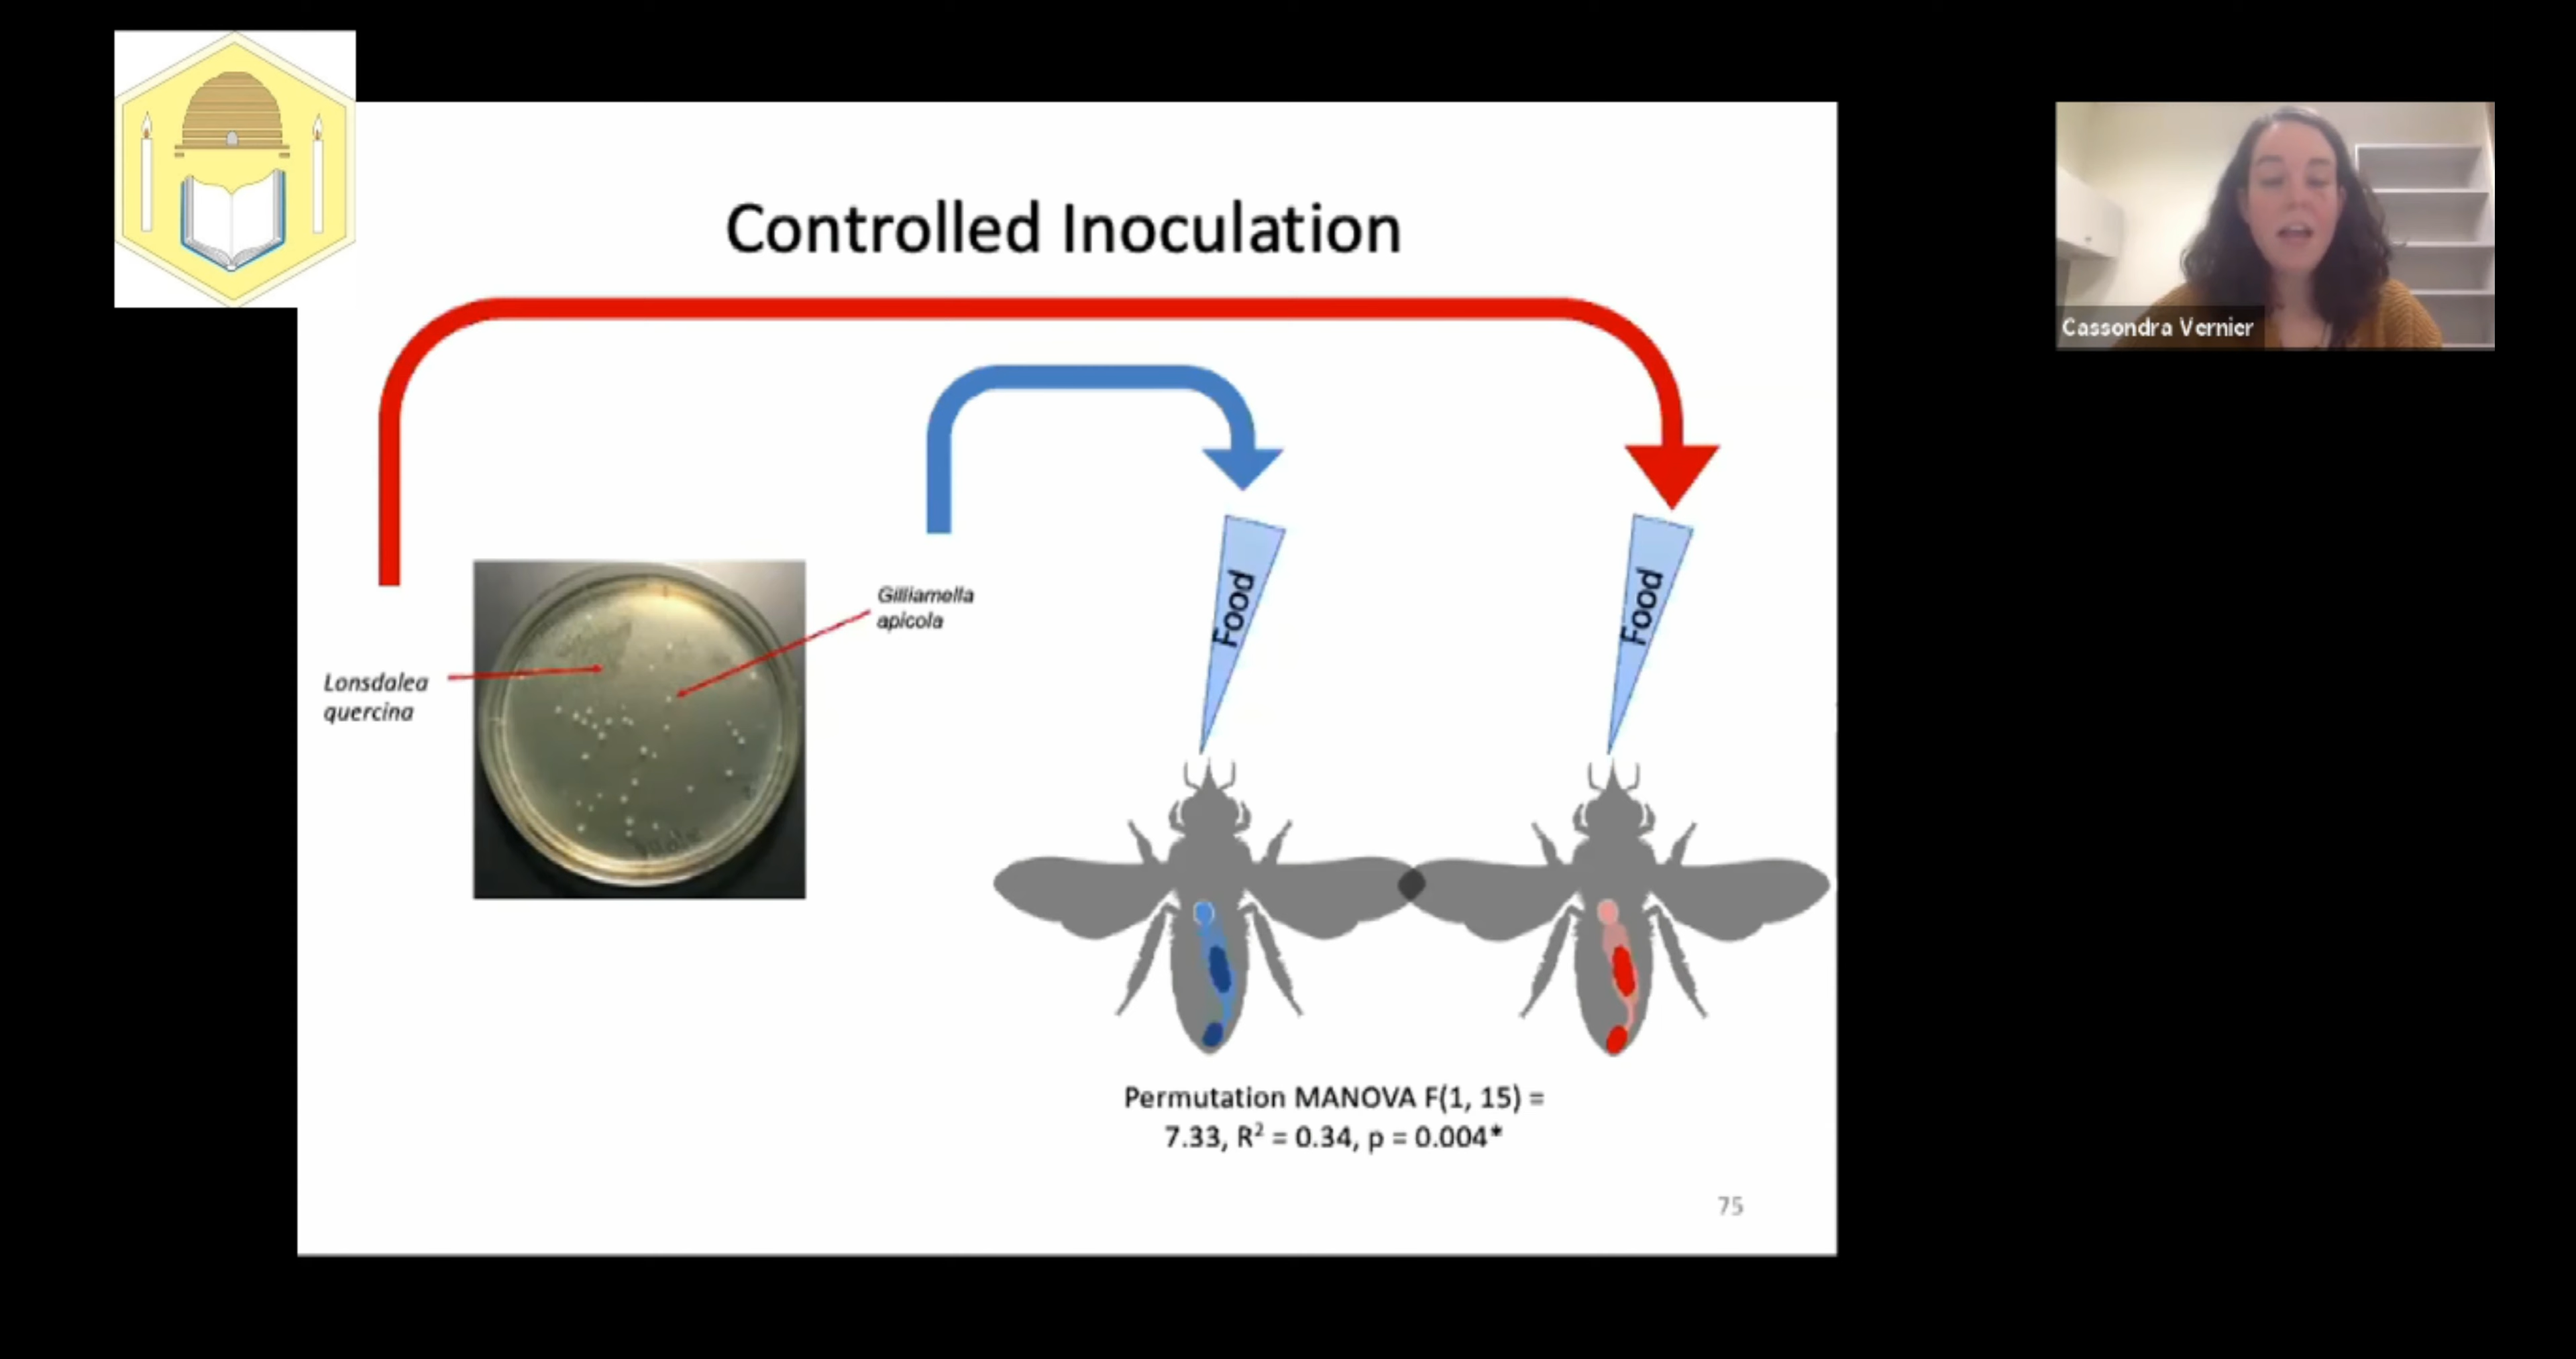 Controlled Inoculation
Cassondra Vernier
Gilliamella
apicola
Lonsdalea
quercina
Food
Food
Permutation MANOVA F(1, 15) =
7.33, R² = 0.34, p = 0.004*
75